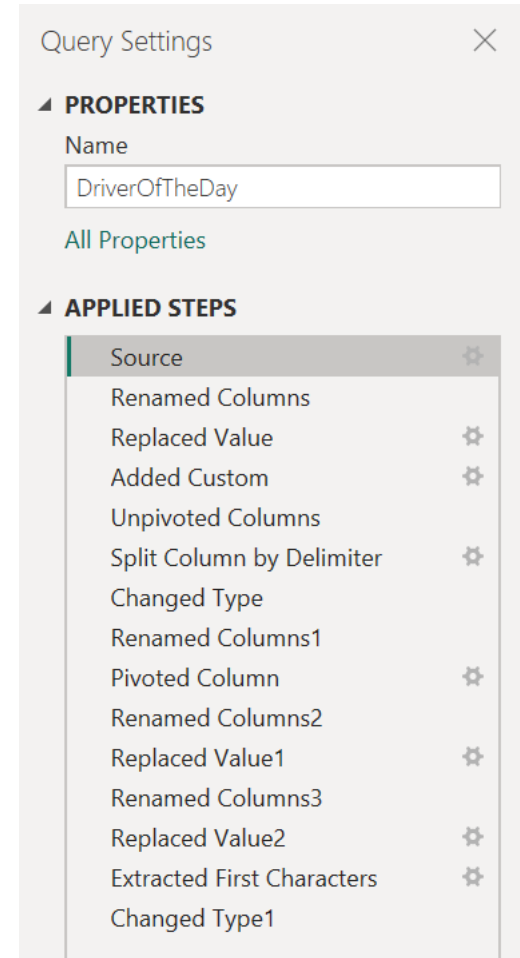 Query Settings
PROPERTIES
Name
DriverOfTheDay
All Properties
APPLIED STEPS
Source
Renamed Columns
Replaced Value
Added Custom
Unpivoted Columns
Split Column by Delimiter
Changed Type
Renamed Columns1
Pivoted Column
Renamed Columns2
Replaced Value1
Renamed Columns3
Replaced Value2
Extracted First Characters
Changed Type1